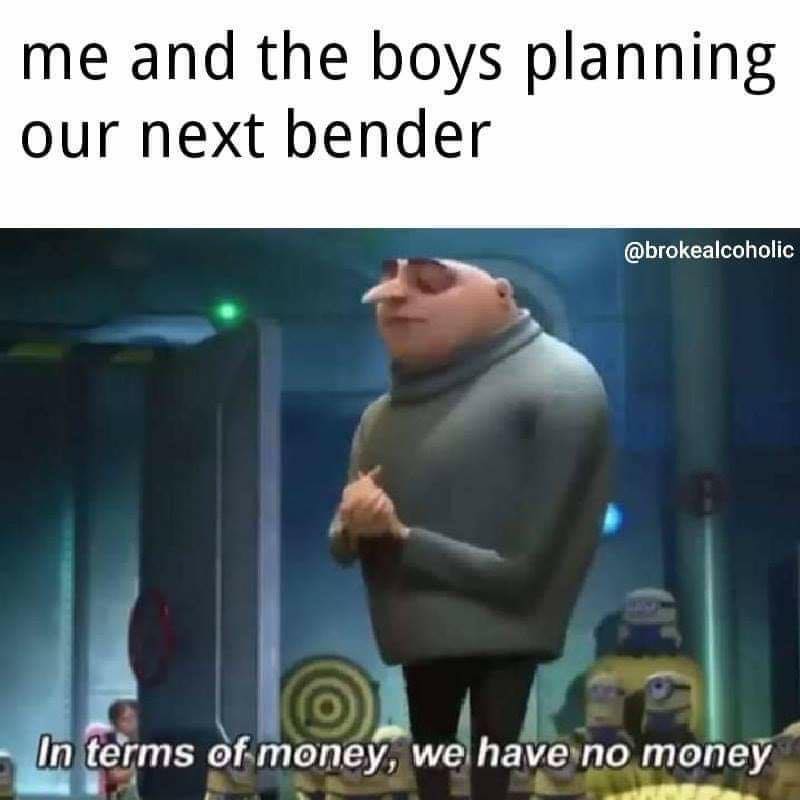 me and the boys planning
our next bender
@brokealcoholic
In terms of money, we have no money